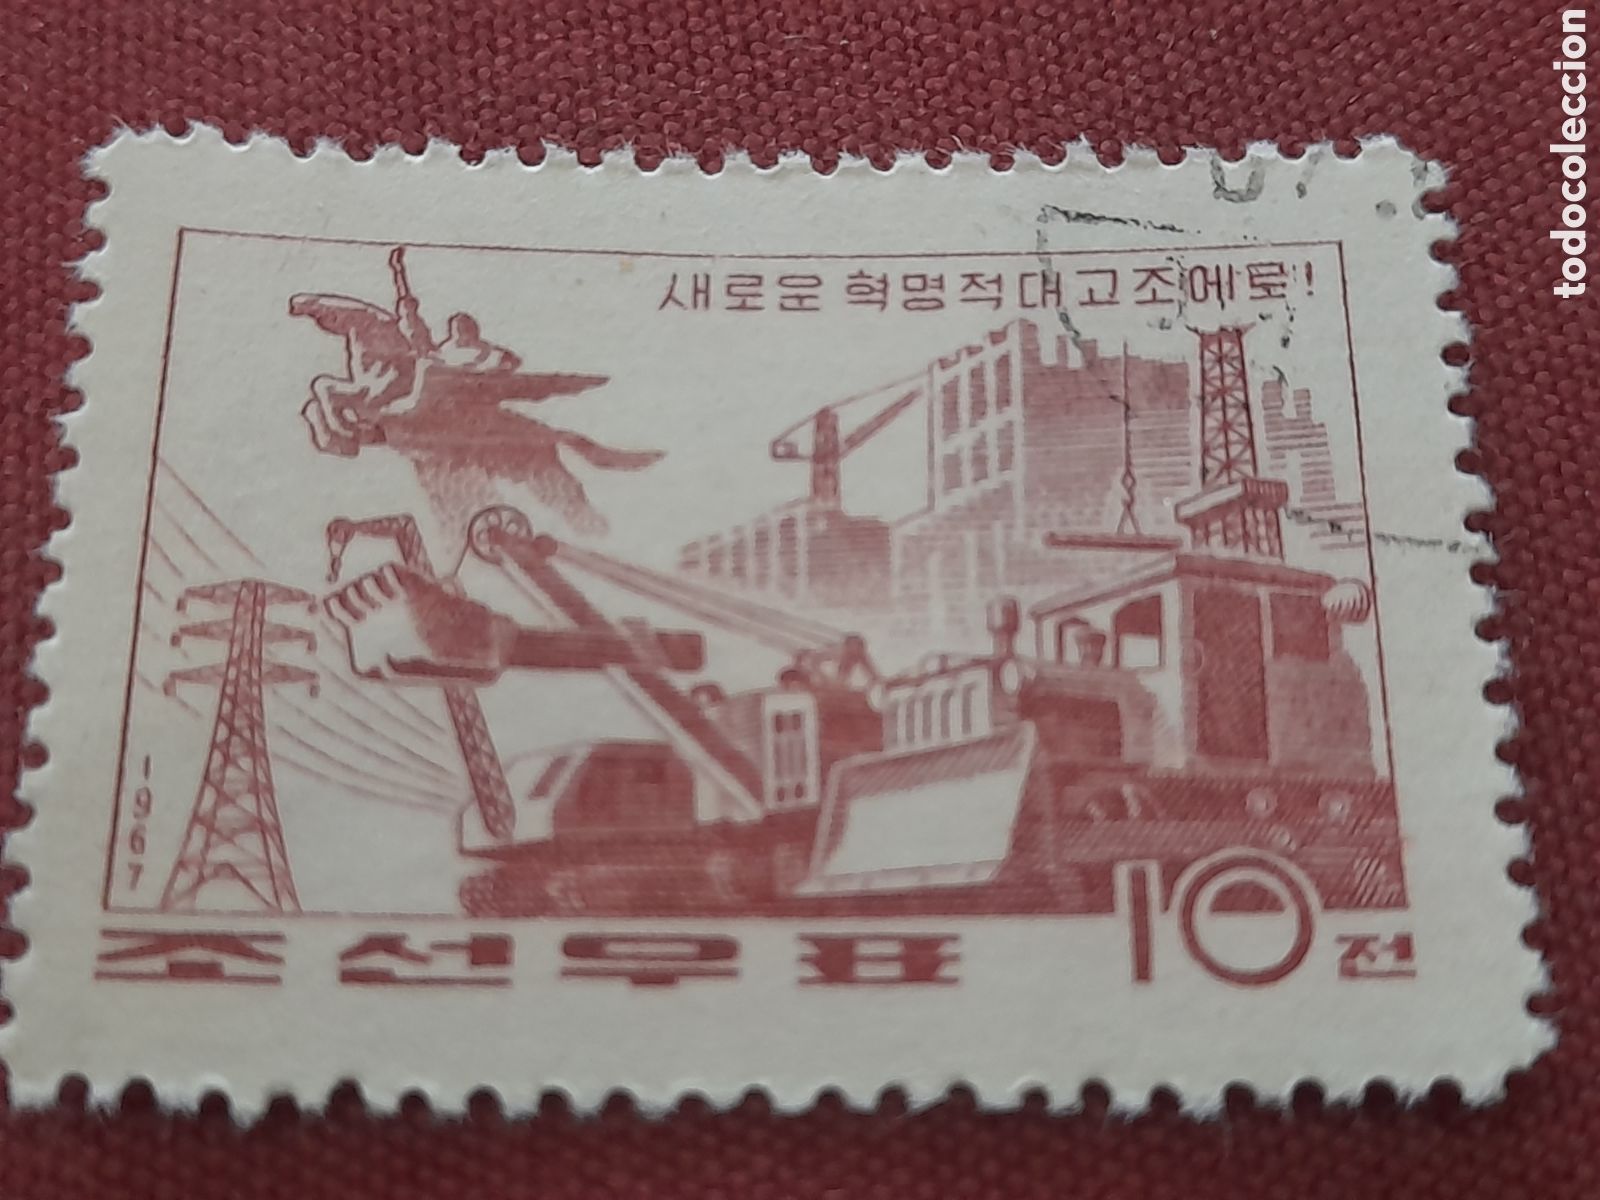 todocoleccion
새로운 혁명적대고조에로!
1967
조선우표 10전